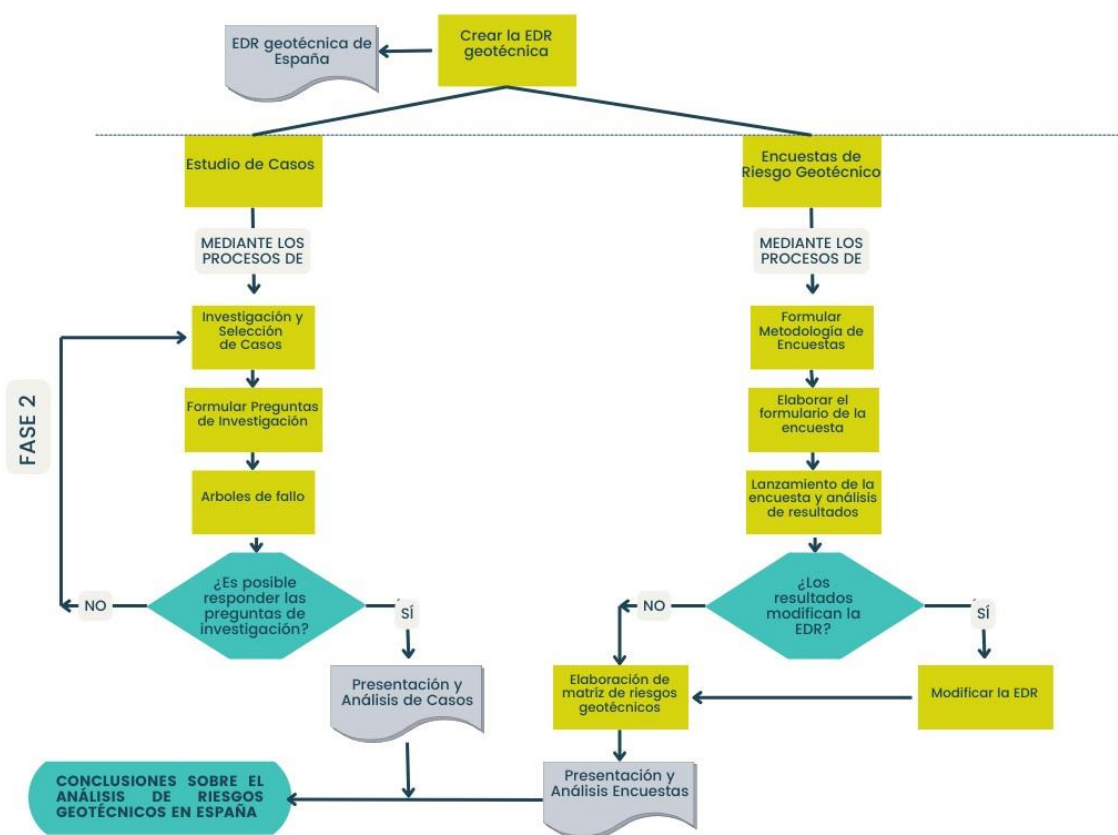 EDR geotécnica de
España
Crear la EDR
geotécnica
Estudio de Casos
Encuestas de
Riesgo Geotécnico
MEDIANTE LOS
PROCESOS DE
MEDIANTE LOS
PROCESOS DE
Investigación y
Selección
de Casos
Formular
Metodología de
Encuestas
FASE 2
Formular Preguntas
de Investigación
Elaborar el
formulario de la
encuesta
Arboles de fallo
Lanzamiento de la
encuesta y análisis
de resultados
¿Es posible
responder las
preguntas de
investigación?
NO
SÍ
¿Los
resultados
modifican la
EDR?
NO
SÍ
Presentación y
Análisis de Casos
Elaboración de
matríz de riesgos
geotécnicos
Modificar la EDR
CONCLUSIONES SOBRE EL
ANÁLISIS DE RIESGOS
GEOTÉCNICOS EN ESPAÑA
Presentación y
Análisis Encuestas